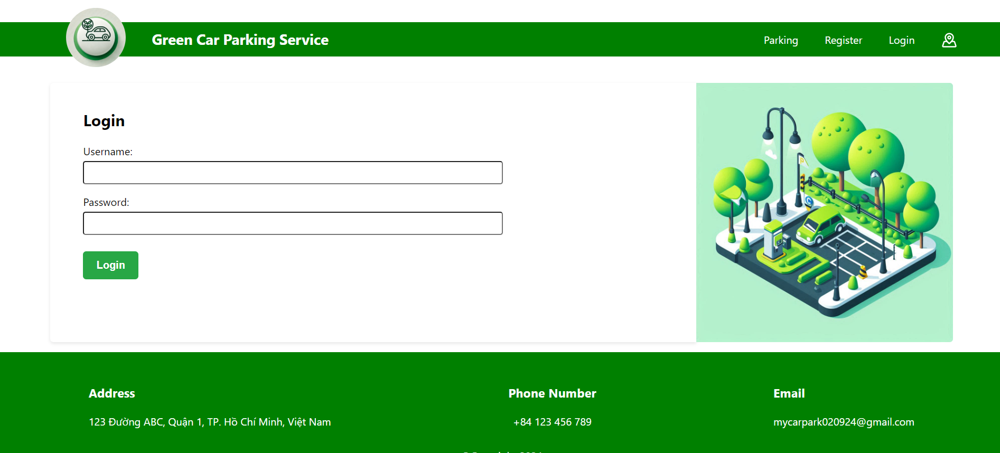 Green Car Parking Service
Parking
Register
Login
Login
Username:
Password:
Login
Address
Phone Number
Email
123 Đường ABC, Quận 1, TP. Hồ Chí Minh, Việt Nam
+84 123 456 789
mycarpark020924@gmail.com